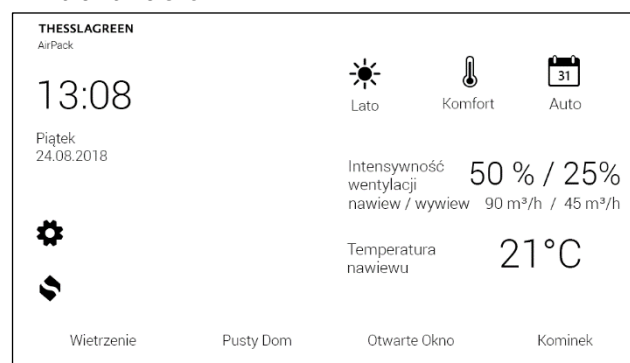 THESSLAGREEN
AirPack
13:08
Piątek
24.08.2018
31
Lato Komfort Auto
Intensywność
wentylacji
nawiew / wywiew
50 % / 25%
90 m³/h / 45 m³/h
Temperatura
nawiewu
21°C
Wietrzenie Pusty Dom Otwarte Okno Kominek